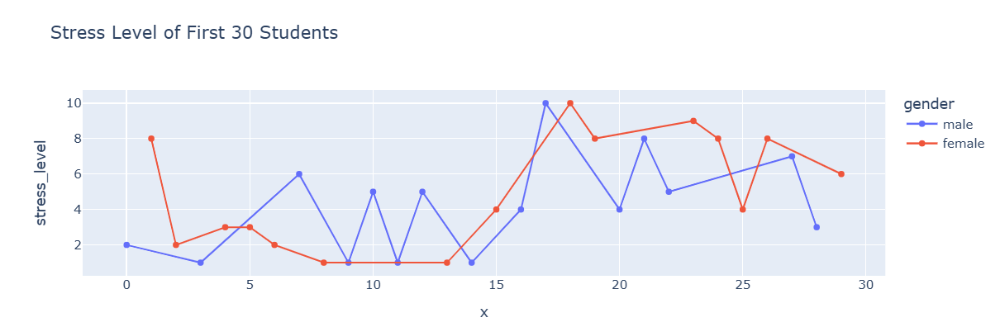 Stress Level of First 30 Students
stress_level
10
8
6
4
2
0 5 10 15 20 25 30
x
gender
male
female